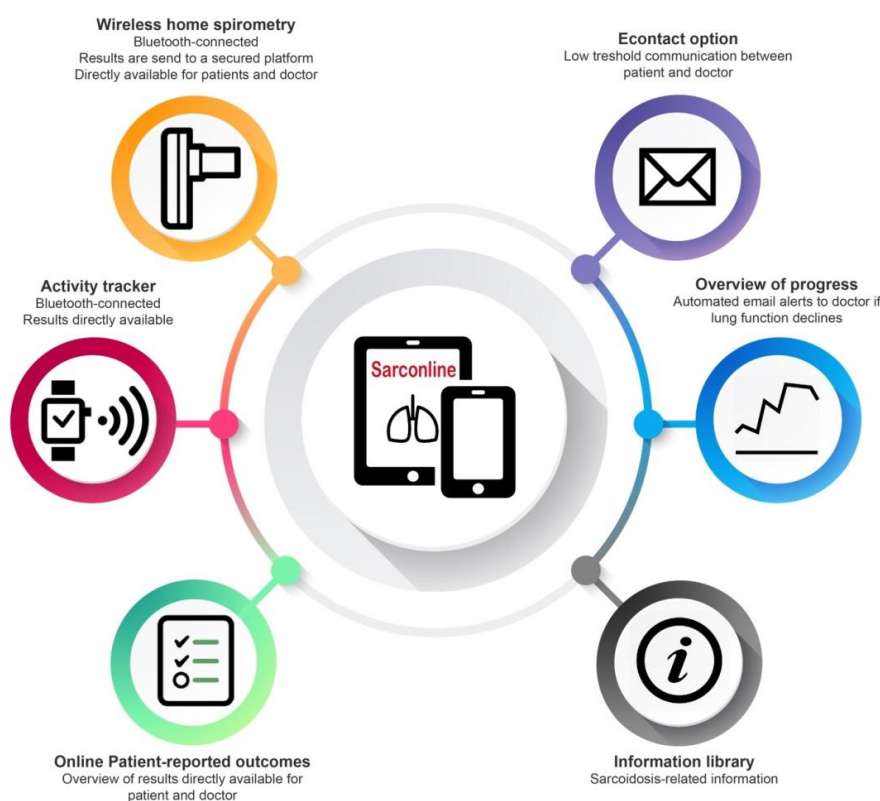 Wireless home spirometry
Bluetooth-connected
Results are send to a secured platform
Directly available for patients and doctor
Econtact option
Low treshold communication between
patient and doctor
Activity tracker
Bluetooth-connected
Results directly available
Overview of progress
Automated email alerts to doctor if
lung function declines
Sarconline
Online Patient-reported outcomes
Overview of results directly available for
patient and doctor
Information library
Sarcoidosis-related information
i